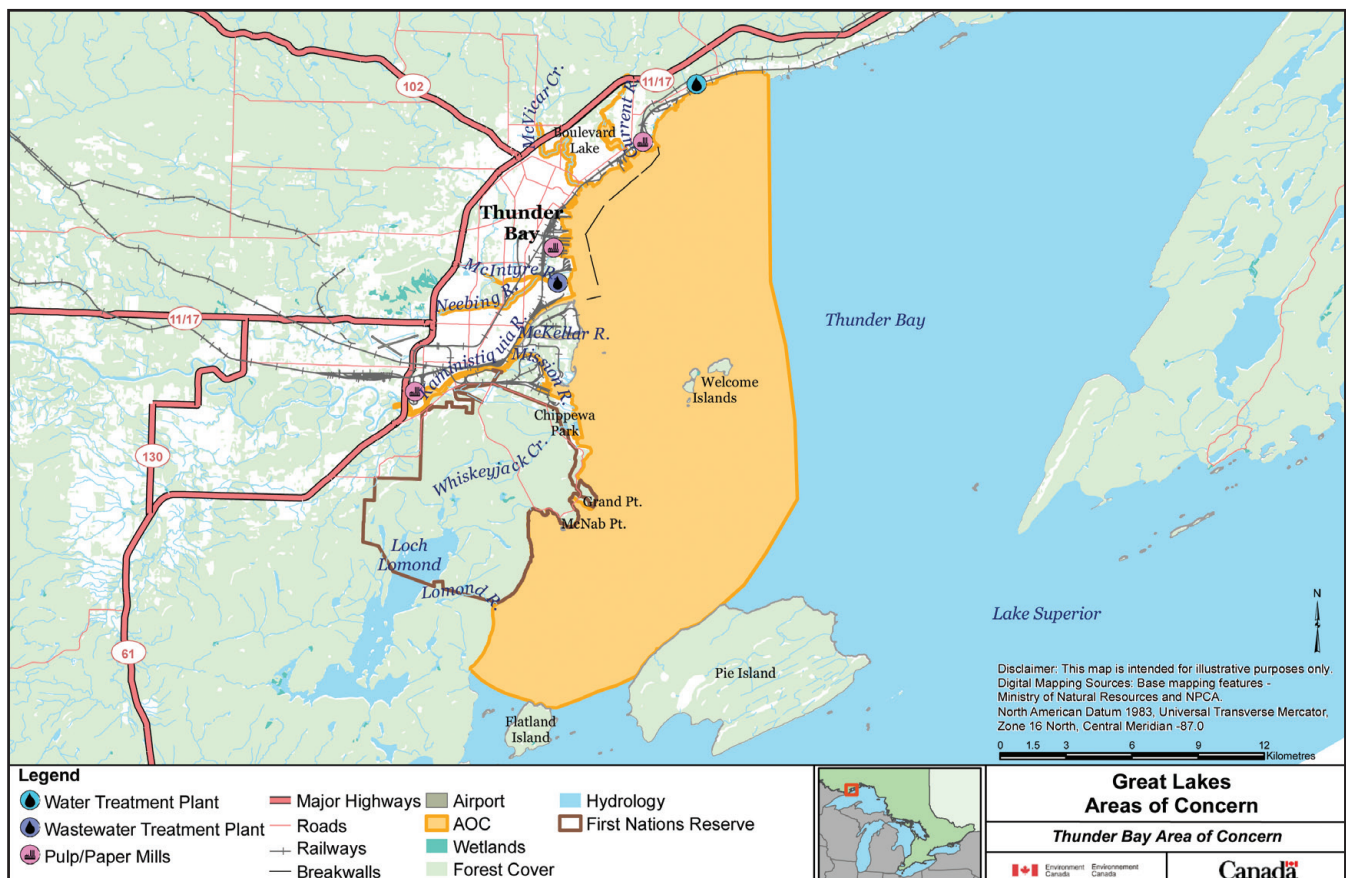 102
McVicar Cr.
11/17
Current R.
Boulevard
Lake
Thunder
Bay
McIntyre R.
Neebing R.
11/17
Kaministiquia R.
McKellar R.
Mission R.
Thunder Bay
Welcome
Islands
Chippewa
Park
130
Whiskeyjack Cr.
Grand Pt.
McNab Pt.
Loch
Lomond
Lomond R.
61
Lake Superior
N
Pie Island
Flatland
Island
Disclaimer: This map is intended for illustrative purposes only.
Digital Mapping Sources: Base mapping features -
Ministry of Natural Resources and NPCA.
North American Datum 1983, Universal Transverse Mercator,
Zone 16 North, Central Meridian -87.0
0 1.5 3 6 9 12
Kilometres
Legend
Water Treatment Plant
Wastewater Treatment Plant
Pulp/Paper Mills
Major Highways
Roads
Railways
Breakwalls
Airport
AOC
Wetlands
Forest Cover
Hydrology
First Nations Reserve
Great Lakes
Areas of Concern
Thunder Bay Area of Concern
Environment Environnement
Canada Canada
Canada